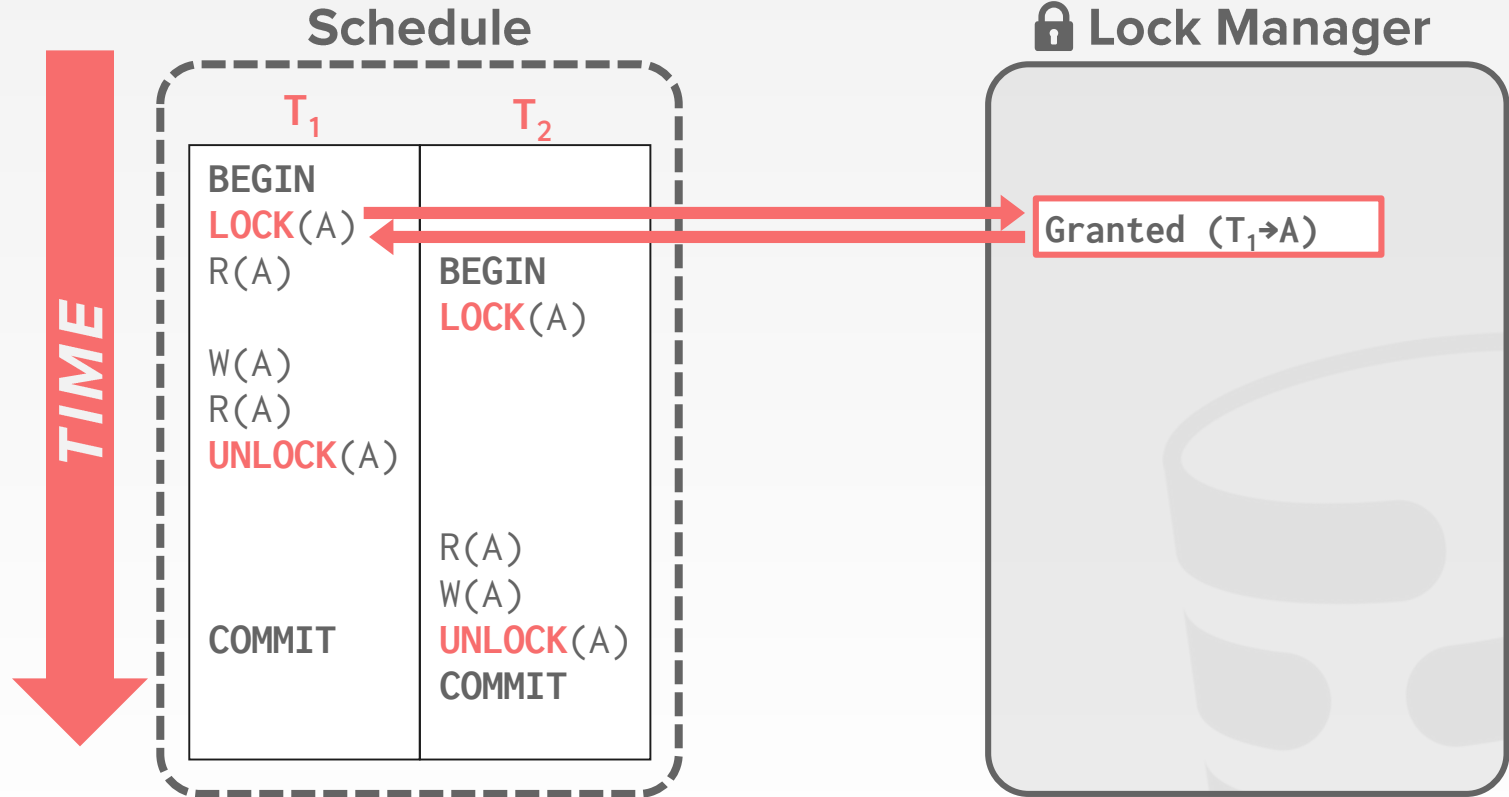 Schedule
Lock Manager
TIME
T₁ T₂
BEGIN
LOCK(A)
Granted (T₁→A)
R(A) BEGIN
LOCK(A)
W(A)
R(A)
UNLOCK(A)
R(A)
W(A)
COMMIT UNLOCK(A)
COMMIT